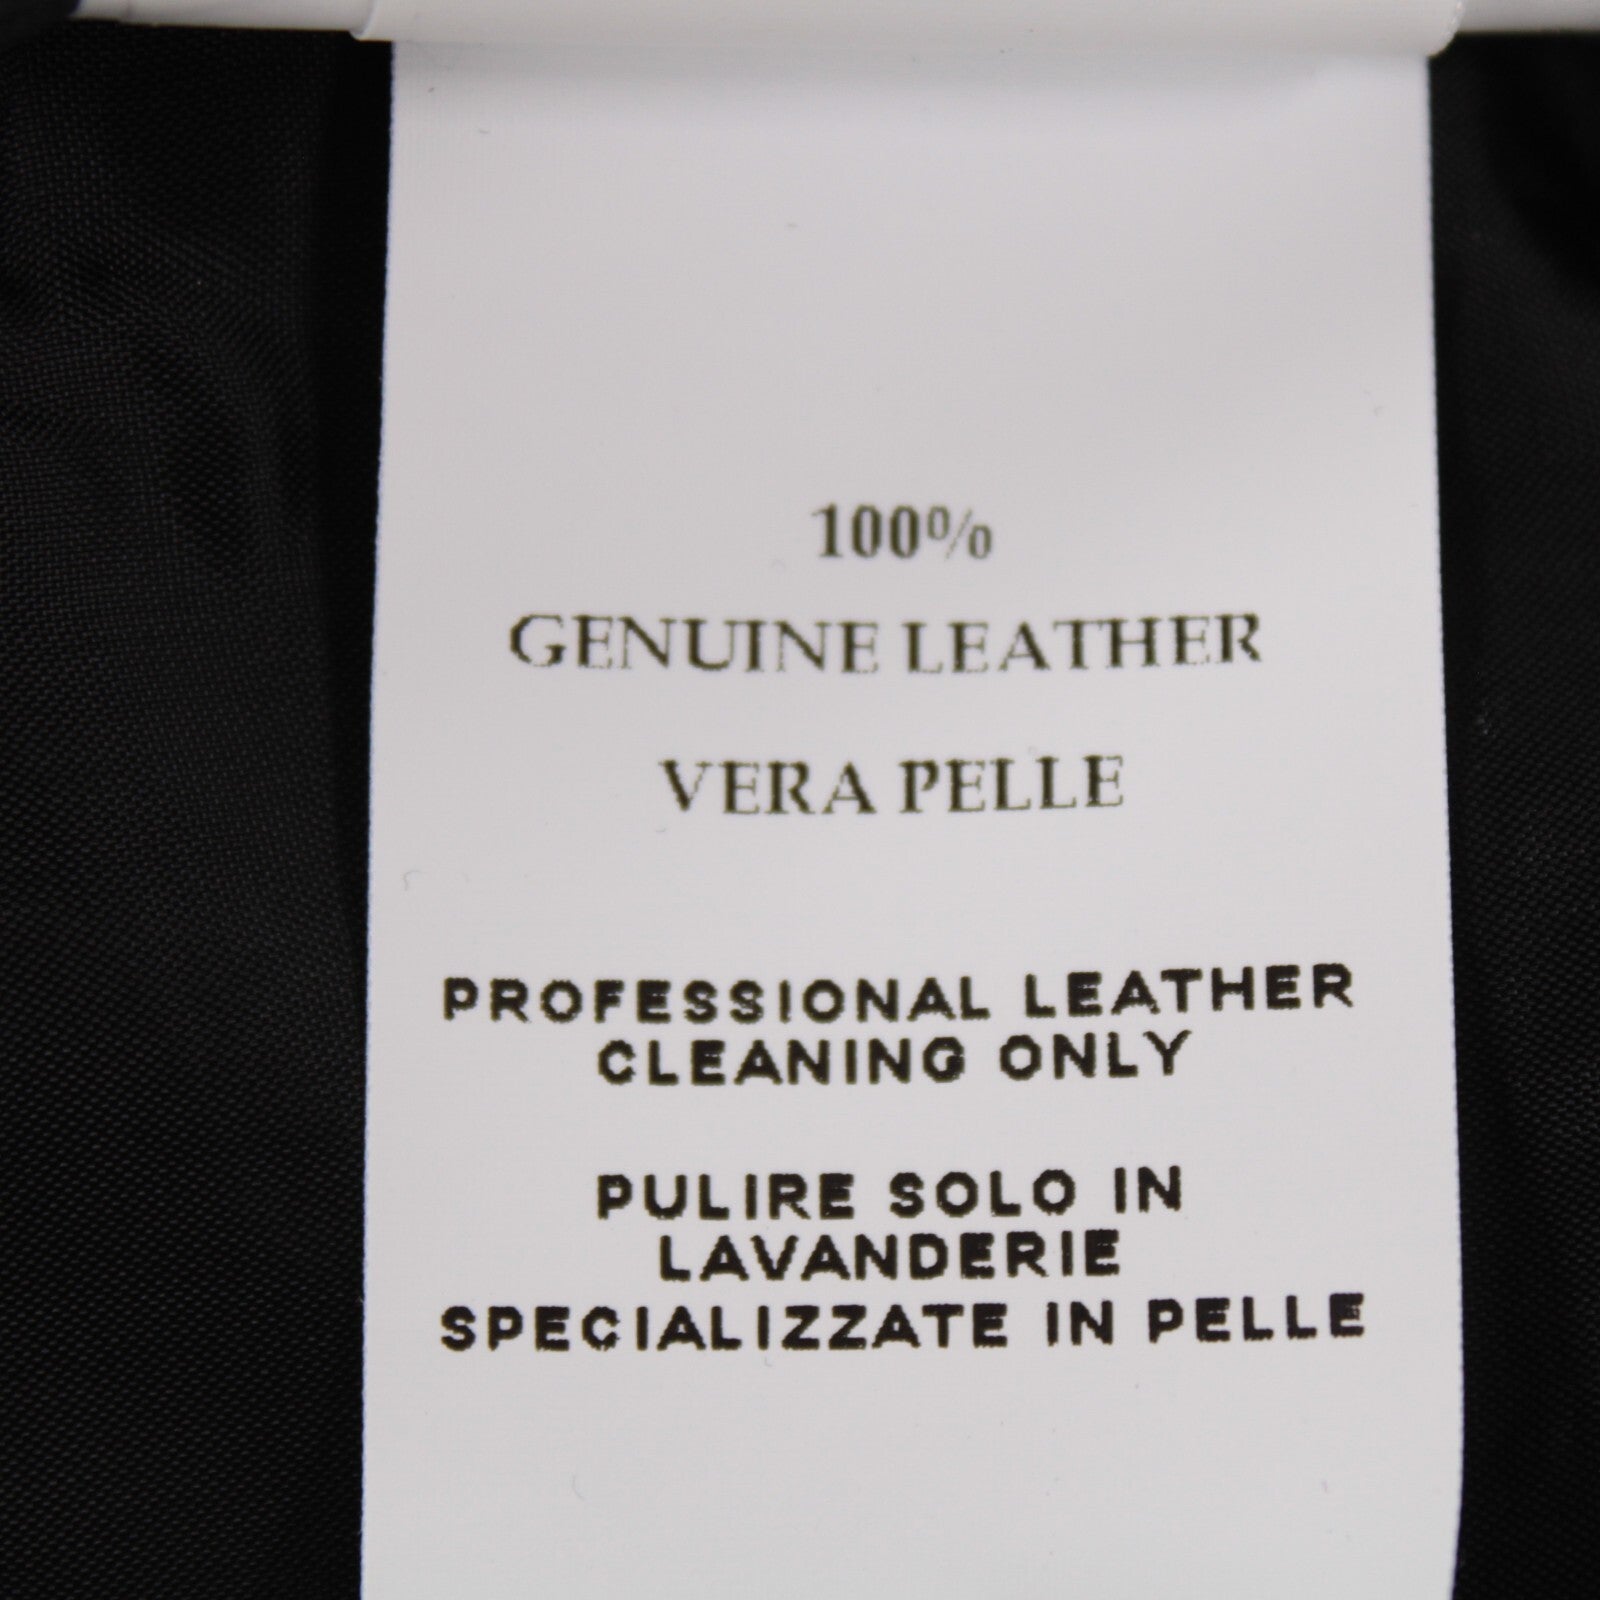 100%
GENUINE LEATHER
VERA PELLE
PROFESSIONAL LEATHER
CLEANING ONLY
PULIRE SOLO IN
LAVANDERIE
SPECIALIZZATE IN PELLE